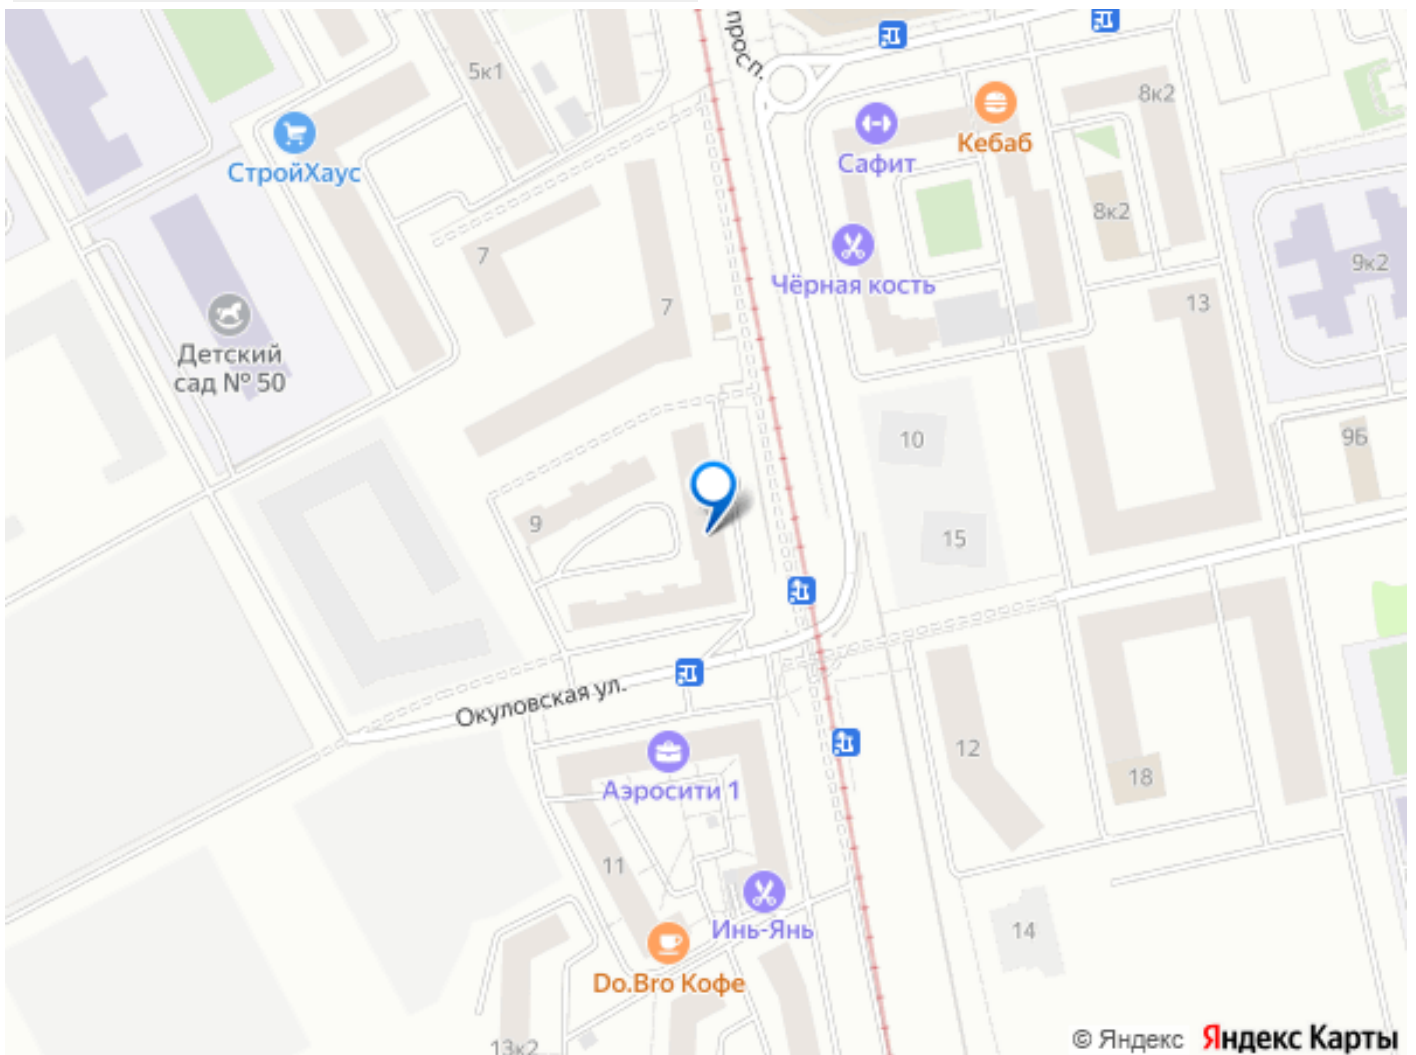 просп.
5к1
8к2
Кебаб
Сафит
СтройХаус
8к2
7
Чёрная кость
9к2
7
13
Детский
сад № 50
10
9Б
9
15
Окуловская ул.
12
Аэросити 1
18
11
Инь-Янь
14
Do.Bro Кофе
13к2
© Яндекс Яндекс Карты